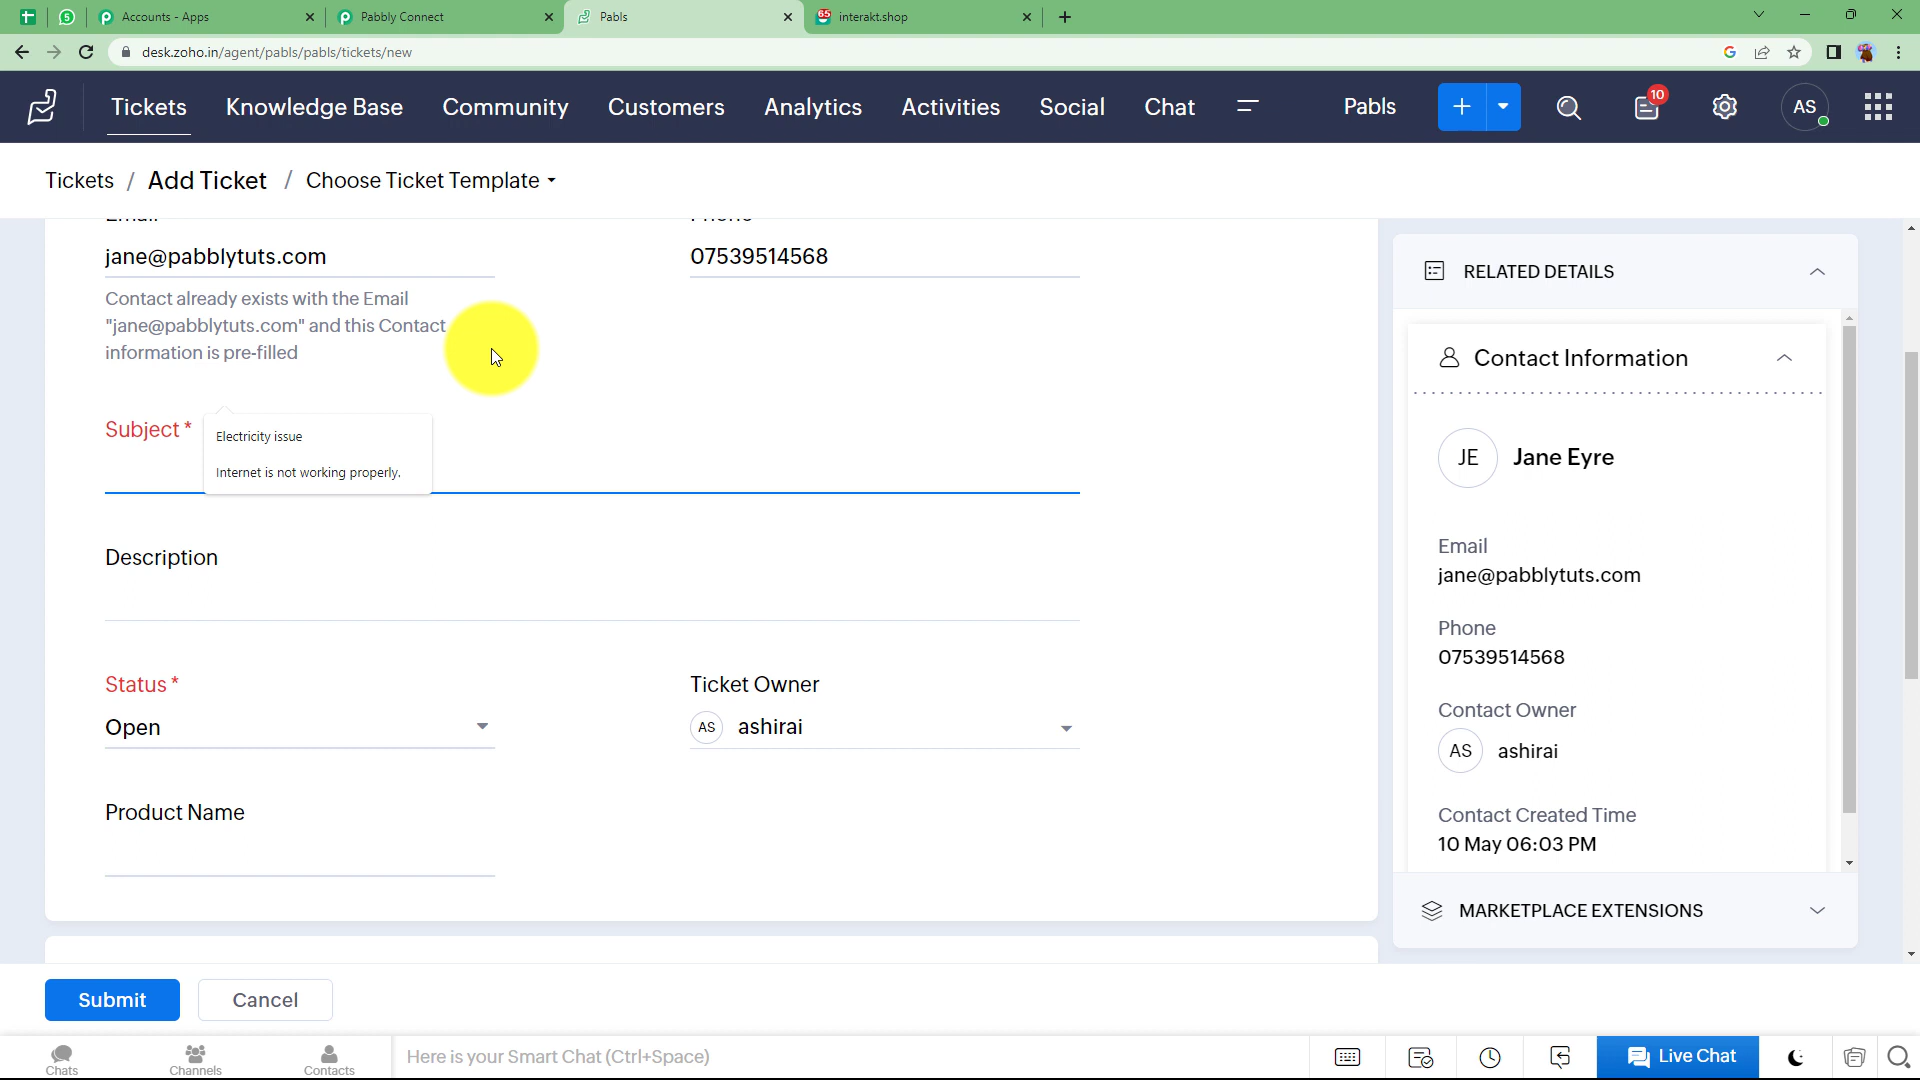 5
Accounts - Apps
Pabbly Connect
Pabls
65
interakt.shop
desk.zoho.in/agent/pabls/pabls/tickets/new
Tickets
Knowledge Base
Community
Customers
Analytics
Activities
Social
Chat
Pabls
10
AS
Tickets / Add Ticket / Choose Ticket Template
Email
Phone
jane@pabblytuts.com
07539514568
Contact already exists with the Email
"jane@pabblytuts.com" and this Contact
information is pre-filled
Subject *
Electricity issue
Internet is not working properly.
Description
Status *
Ticket Owner
Open
AS ashirai
Product Name
RELATED DETAILS
Contact Information
JE Jane Eyre
Email
jane@pabblytuts.com
Phone
07539514568
Contact Owner
AS ashirai
Contact Created Time
10 May 06:03 PM
MARKETPLACE EXTENSIONS
Submit
Cancel
Chats
Channels
Contacts
Here is your Smart Chat (Ctrl+Space)
Live Chat